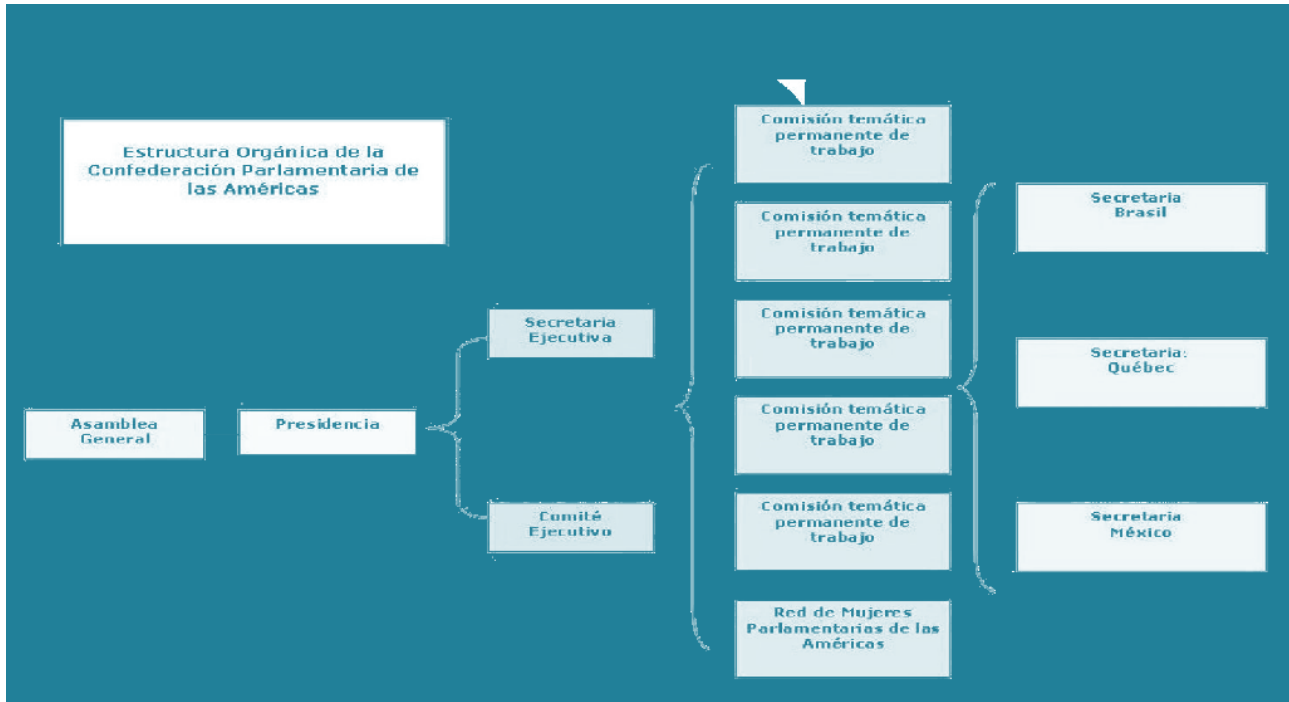 Estructura Orgánica de la
Confederación Parlamentaria de
las Américas
Asamblea
General
Presidencia
Secretaria
Ejecutiva
Comité
Ejecutivo
Comisión temática
permanente de
trabajo
Comisión temática
permanente de
trabajo
Comisión temática
permanente de
trabajo
Comisión temática
permanente de
trabajo
Comisión temática
permanente de
trabajo
Red de Mujeres
Parlamentarias de las
Américas
Secretaria
Brasil
Secretaria:
Québec
Secretaria
México